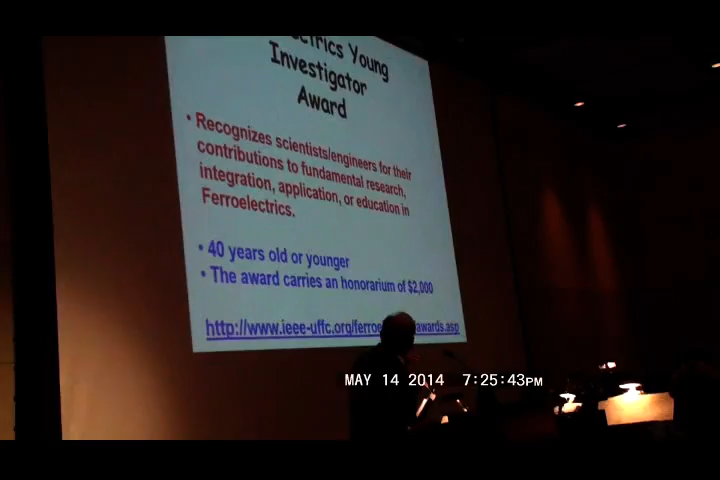 Young
Investigator
Award
• Recognizes scientists/engineers for their
contributions to fundamental research,
integration, application, or education in
Ferroelectrics.
• 40 years old or younger
• The award carries an honorarium of $2,000
http://www.ieee-uffc.org/ferroe awards.asp
MAY 14 2014 7:25:43PM